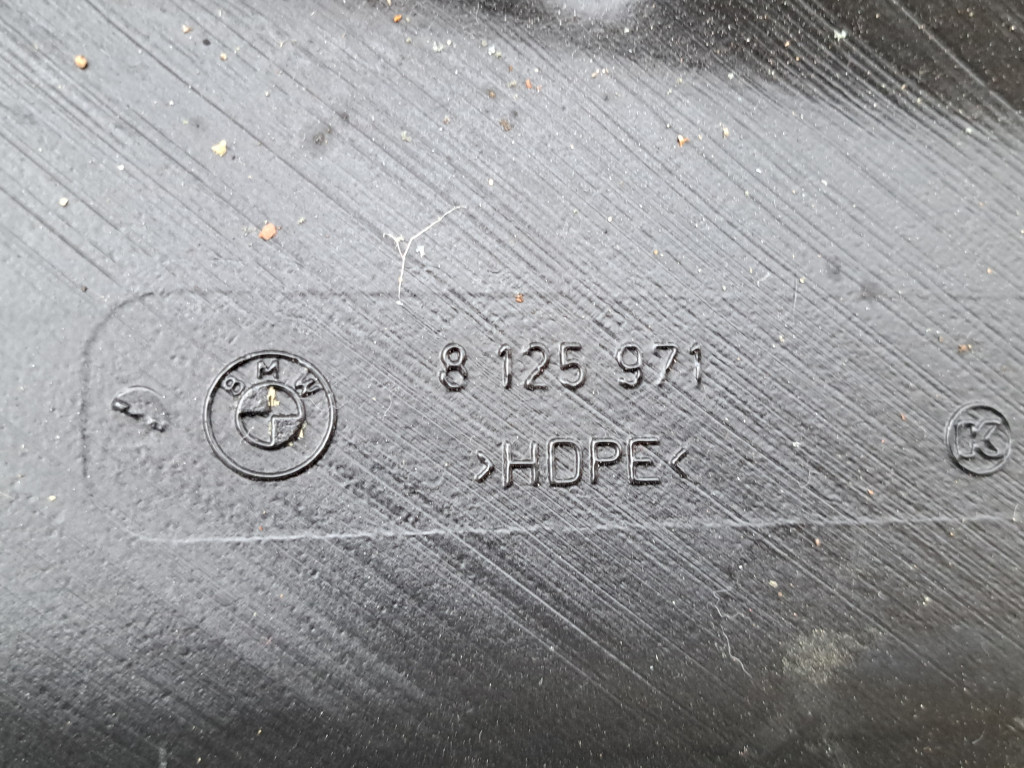 BMW
8 125 971
>HDPE<
K